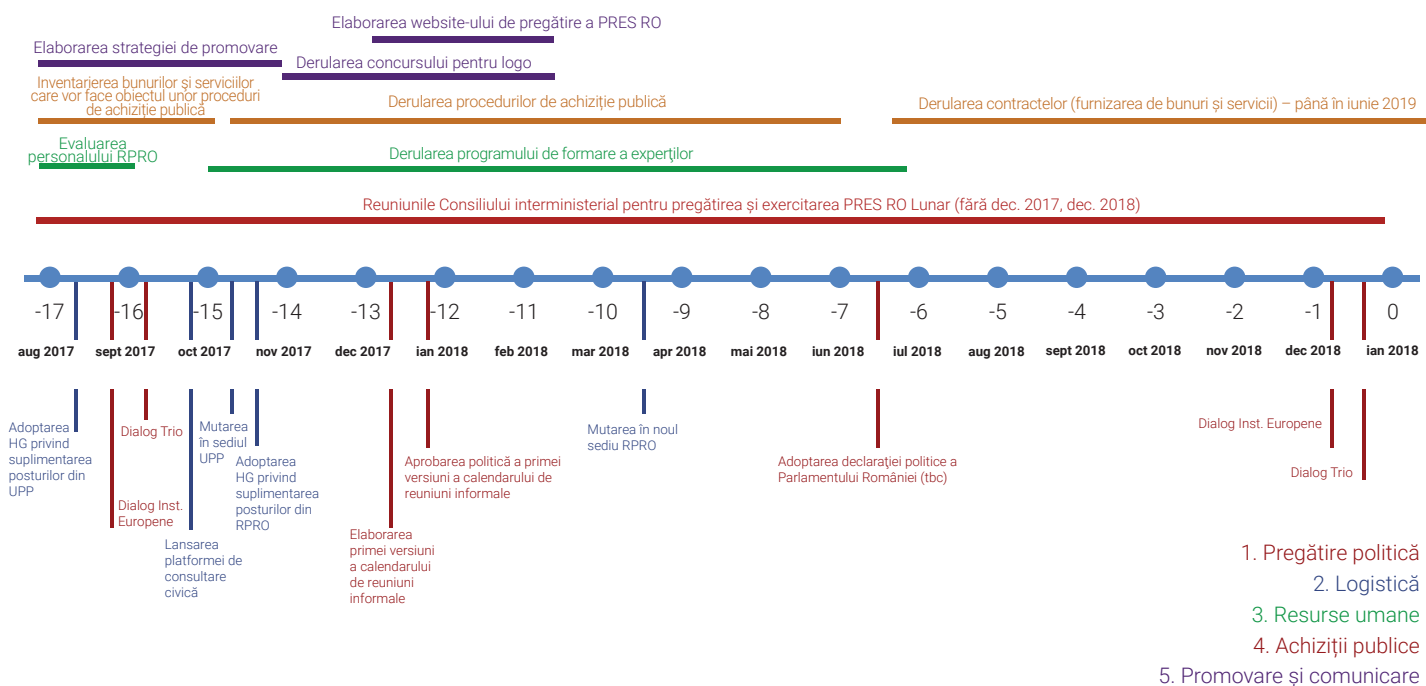 Elaborarea website-ului de pregătire a PRES RO
Elaborarea strategiei de promovare
Derularea concursului pentru logo
Inventarierea bunurilor și serviciilor
care vor face obiectul unor proceduri
de achiziție publică
Derularea procedurilor de achiziție publică
Derularea contractelor (furnizarea de bunuri și servicii) – până în iunie 2019
Evaluarea
personalului RPRO
Derularea programului de formare a experților
Reuniunile Consiliului interministerial pentru pregătirea și exercitarea PRES RO Lunar (fără dec. 2017, dec. 2018)
-17 -16 -15 -14 -13 -12 -11 -10 -9 -8 -7 -6 -5 -4 -3 -2 -1 0
aug 2017 sept 2017 oct 2017 nov 2017 dec 2017 ian 2018 feb 2018 mar 2018 apr 2018 mai 2018 iun 2018 iul 2018 aug 2018 sept 2018 oct 2018 nov 2018 dec 2018 ian 2018
Adoptarea
HG privind
suplimentarea
posturilor din
UPP
Dialog Inst.
Europene
Dialog Trio
Lansarea
platformei de
consultare
civică
Mutarea
în sediul
UPP
Adoptarea
HG privind
suplimentarea
posturilor din
RPRO
Elaborarea
primei versiuni
a calendarului
de reuniuni
informale
Aprobarea politică a primei
versiuni a calendarului de
reuniuni informale
Mutarea în noul
sediu RPRO
Adoptarea declarației politice a
Parlamentului României (tbc)
Dialog Inst. Europene
Dialog Trio
1. Pregătire politică
2. Logistică
3. Resurse umane
4. Achiziții publice
5. Promovare și comunicare